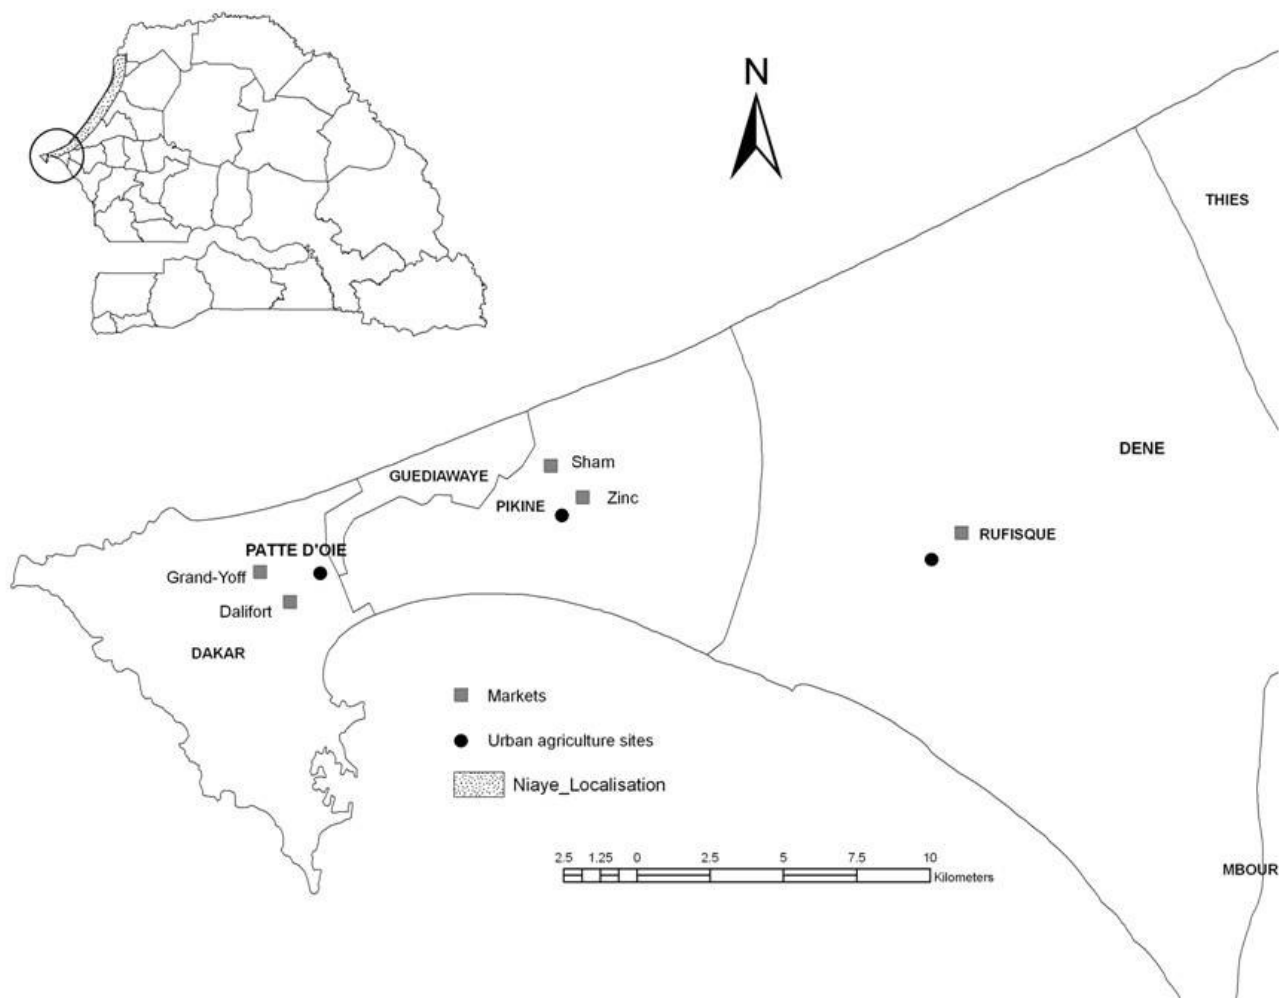 N
THIES
DENE
GUEDIAWAYE
Sham
PIKINE
Zinc
RUFISQUE
PATTE D'OIE
Grand-Yoff
Dalifort
DAKAR
Markets
Urban agriculture sites
Niaye_Localisation
2.5 1.25 0 2.5 5 7.5 10
Kilometers
MBOUR